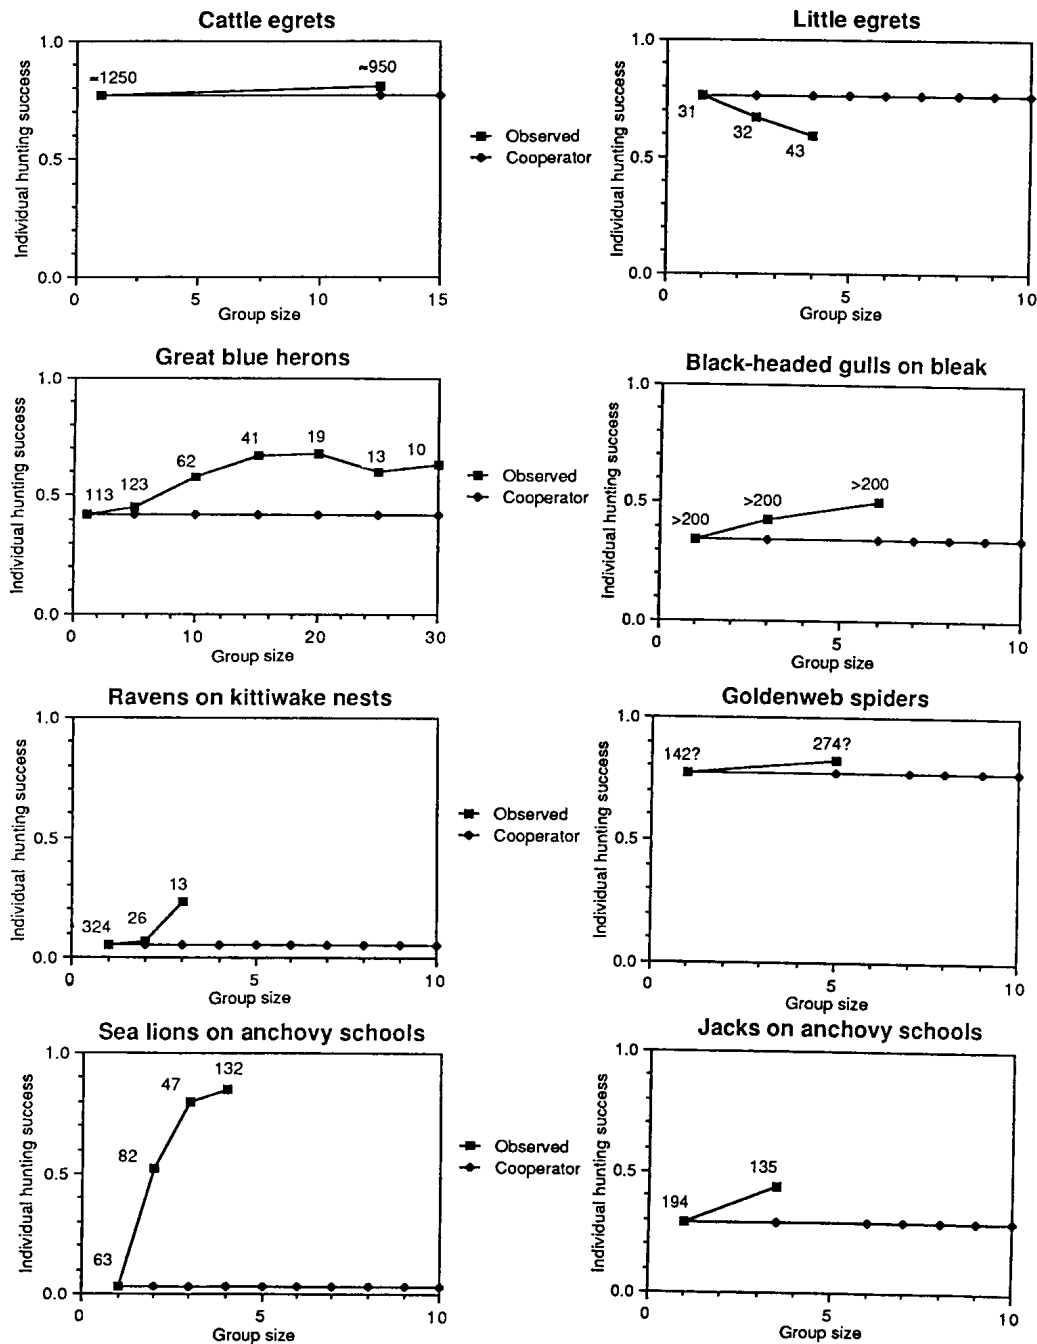 Cattle egrets
Individual hunting success
1.0
0.5
0.0
≈1250
≈950
0 5 10 15
Group size
Observed
Cooperator
Little egrets
Individual hunting success
1.0
0.5
0.0
31
32
43
0 5 10
Group size
Great blue herons
Individual hunting success
1.0
0.5
0.0
113
123
62
41
19
13
10
0 10 20 30
Group size
Observed
Cooperator
Black-headed gulls on bleak
Individual hunting success
1.0
0.5
0.0
>200
>200
>200
0 5 10
Group size
Ravens on kittiwake nests
Individual hunting success
1.0
0.5
0.0
324
26
13
0 5 10
Group size
Observed
Cooperator
Goldenweb spiders
Individual hunting success
1.0
0.5
0.0
142?
274?
0 5 10
Group size
Sea lions on anchovy schools
Individual hunting success
1.0
0.5
0.0
63
82
47
132
0 5 10
Group size
Observed
Cooperator
Jacks on anchovy schools
Individual hunting success
1.0
0.5
0.0
194
135
0 5 10
Group size